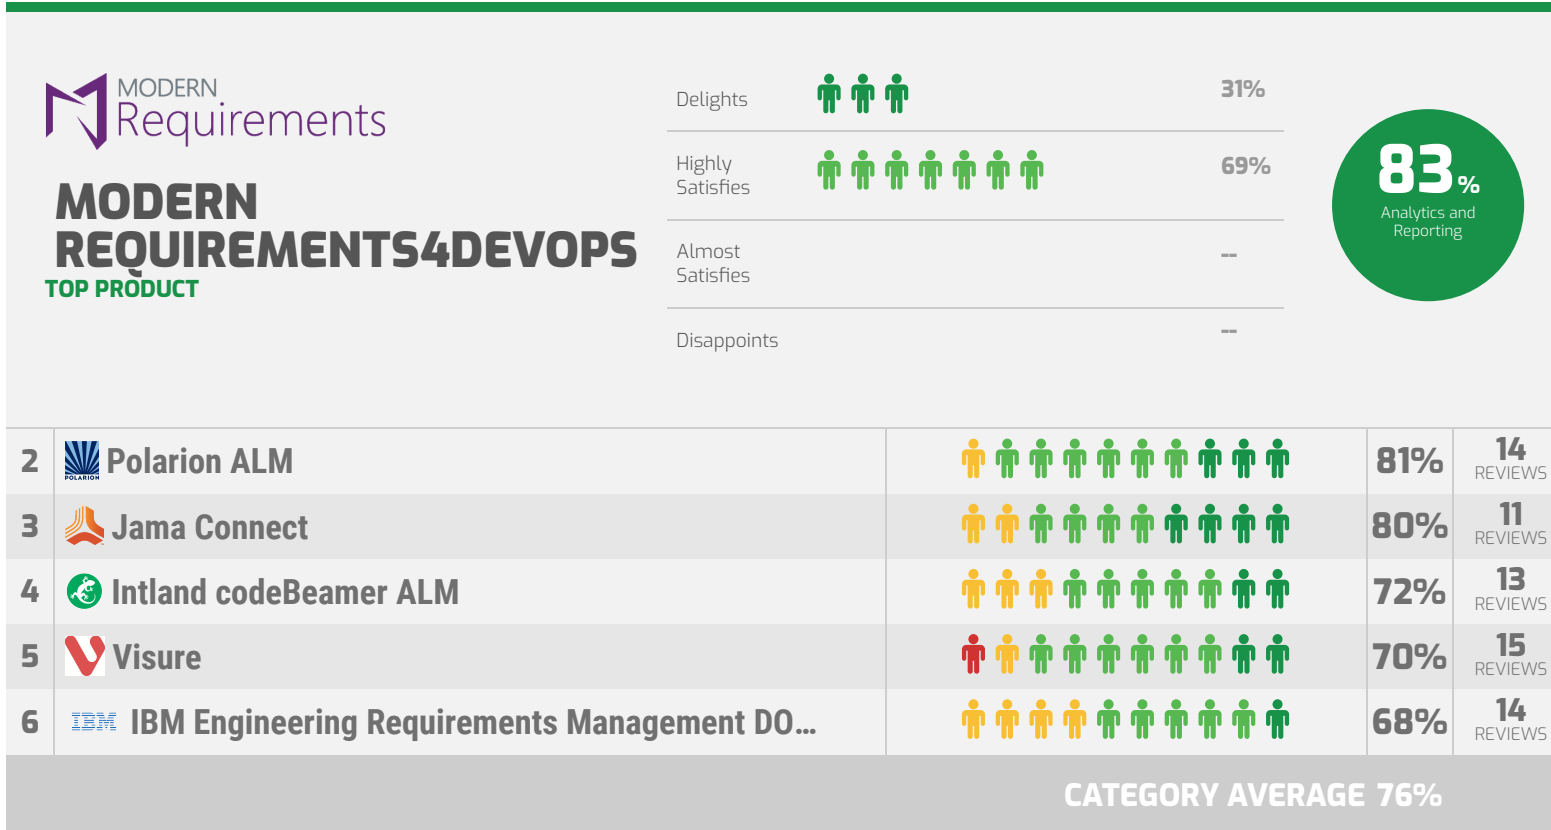 MODERN
Requirements
MODERN
REQUIREMENTS4DEVOPS
TOP PRODUCT
Delights 31%
Highly
Satisfies 69%
Almost
Satisfies --
Disappoints --
83%
Analytics and
Reporting
2 POLARION Polarion ALM 81% 14 REVIEWS
3 Jama Connect 80% 11 REVIEWS
4 Intland codeBeamer ALM 72% 13 REVIEWS
5 Visure 70% 15 REVIEWS
6 IBM IBM Engineering Requirements Management DO... 68% 14 REVIEWS
CATEGORY AVERAGE 76%